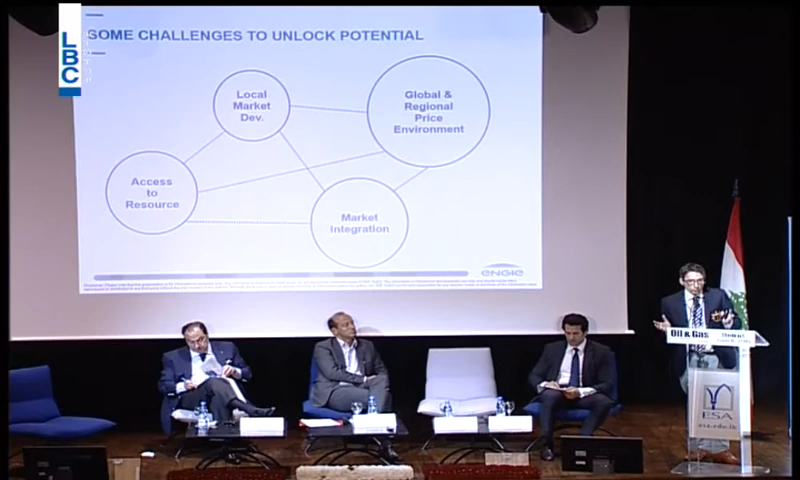 LBC
SOME CHALLENGES TO UNLOCK POTENTIAL
Local
Market
Dev.
Global &
Regional
Price
Environment
Access
to
Resource
Market
Integration
ENGIE
Oil & Gas
ESA
esa.edu.lb